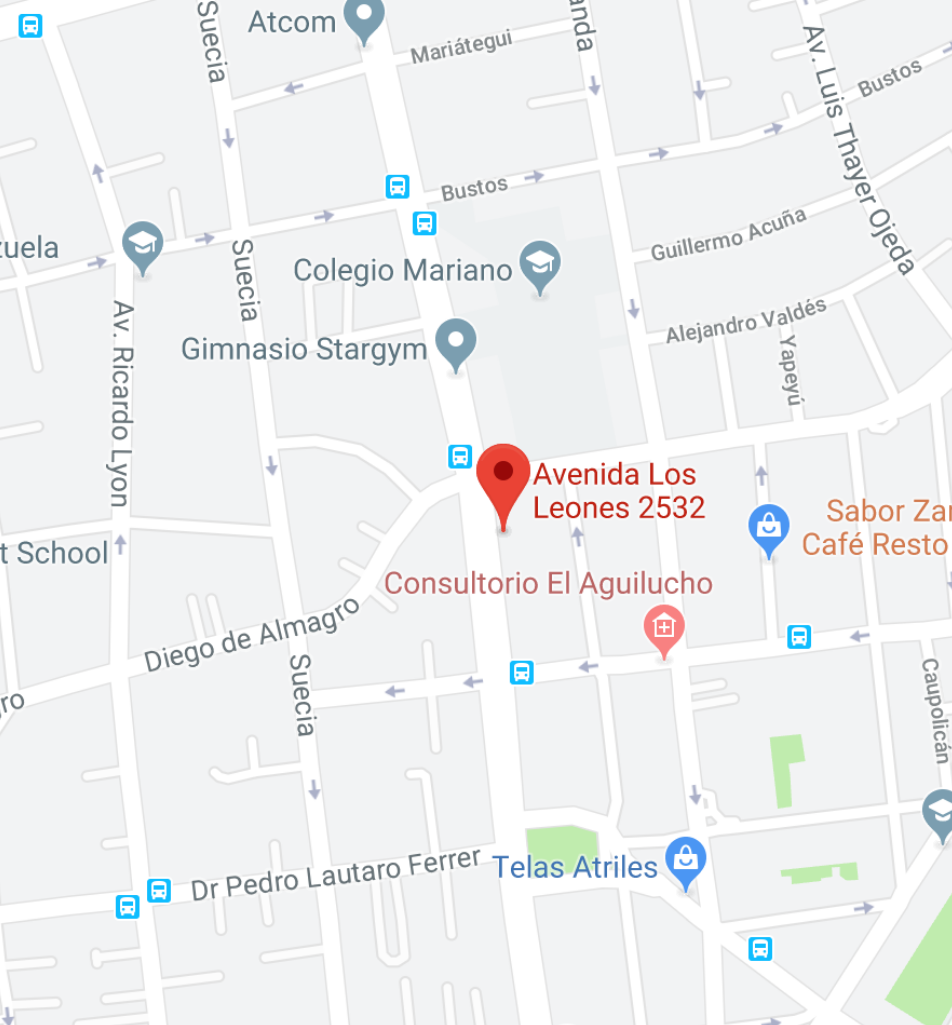 Suecia
Atcom
Mariátegui
anda
Av. Luis Thayer Ojeda
Bustos
Bustos
zuela
Suecia
Colegio Mariano
Guillermo Acuña
Gimnasio Stargym
Alejandro Valdés
Yapeyú
Av. Ricardo Lyon
Avenida Los
Leones 2532
Sabor Zar
Café Resto
t School
Consultorio El Aguilucho
Diego de Almagro
Suecia
Caupolicán
ro
Dr Pedro Lautaro Ferrer
Telas Atriles